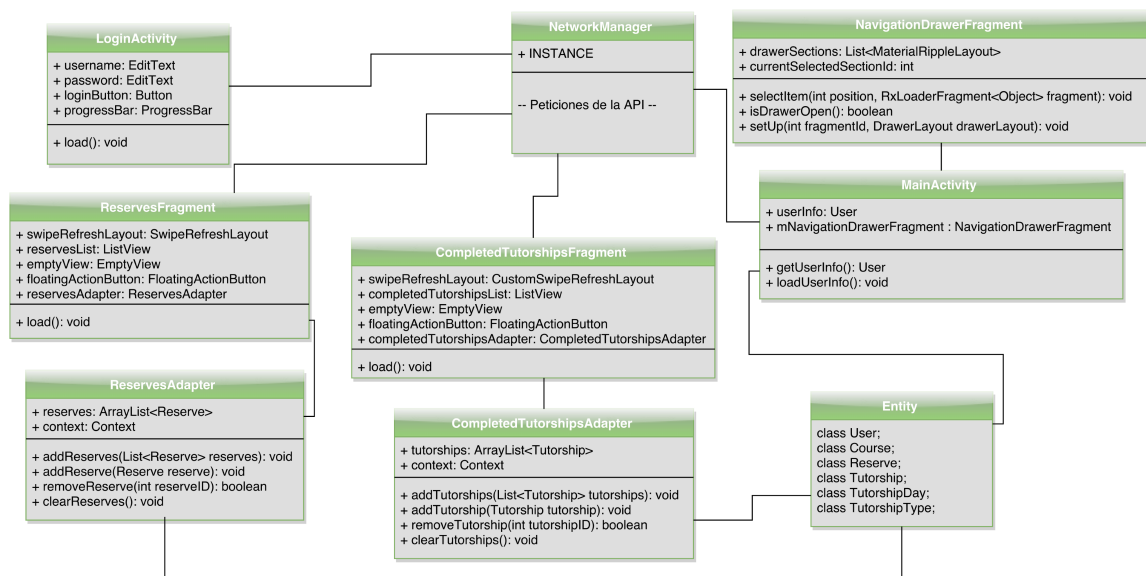 LoginActivity
+ username: EditText
+ password: EditText
+ loginButton: Button
+ progressBar: ProgressBar
+ load(): void
NetworkManager
+ INSTANCE
-- Peticiones de la API --
NavigationDrawerFragment
+ drawerSections: List<MaterialRippleLayout>
+ currentSelectedSectionId: int
+ selectItem(int position, RxLoaderFragment<Object> fragment): void
+ isDrawerOpen(): boolean
+ setUp(int fragmentId, DrawerLayout drawerLayout): void
MainActivity
+ userInfo: User
+ mNavigationDrawerFragment : NavigationDrawerFragment
+ getUserInfo(): User
+ loadUserInfo(): void
ReservesFragment
+ swipeRefreshLayout: SwipeRefreshLayout
+ reservesList: ListView
+ emptyView: EmptyView
+ floatingActionButton: FloatingActionButton
+ reservesAdapter: ReservesAdapter
+ load(): void
CompletedTutorshipsFragment
+ swipeRefreshLayout: CustomSwipeRefreshLayout
+ completedTutorshipsList: ListView
+ emptyView: EmptyView
+ floatingActionButton: FloatingActionButton
+ completedTutorshipsAdapter: CompletedTutorshipsAdapter
+ load(): void
ReservesAdapter
+ reserves: ArrayList<Reserve>
+ context: Context
+ addReserves(List<Reserve> reserves): void
+ addReserve(Reserve reserve): void
+ removeReserve(int reserveID): boolean
+ clearReserves(): void
CompletedTutorshipsAdapter
+ tutorships: ArrayList<Tutorship>
+ context: Context
+ addTutorships(List<Tutorship> tutorships): void
+ addTutorship(Tutorship tutorship): void
+ removeTutorship(int tutorshipID): boolean
+ clearTutorships(): void
Entity
class User;
class Course;
class Reserve;
class Tutorship;
class TutorshipDay;
class TutorshipType;